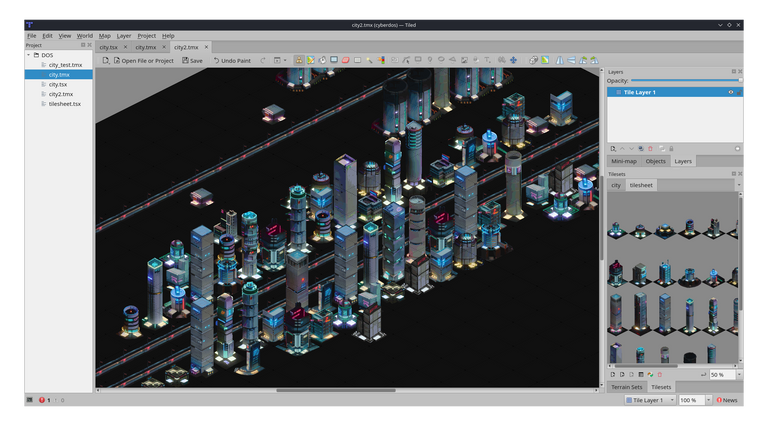 city2.tmx (cyberdos) — Tiled
File Edit View World Map Layer Project Help
Project
DOS
city_test.tmx
city.tmx
city.tsx
city2.tmx
tilesheet.tsx
city.tsx city.tmx city2.tmx
Open File or Project Save Undo Paint
Layers
Opacity:
Tile Layer 1
Mini-map Objects Layers
Tilesets
city tilesheet
50 %
Terrain Sets Tilesets
1 0 Tile Layer 1 100 % News